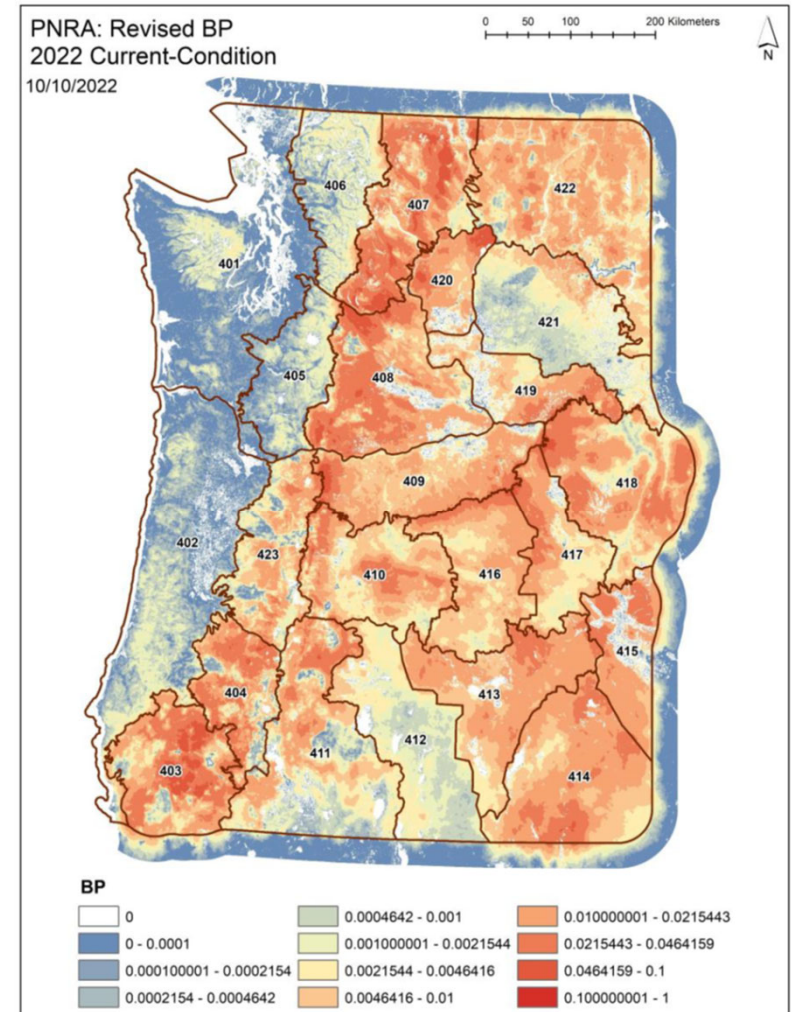 PNRA: Revised BP
2022 Current-Condition
10/10/2022
0 50 100 200 Kilometers
N
406
407
422
401
420
421
405
408
419
409
418
402
423
410
416
417
415
404
413
412
411
403
414
BP
0
0 - 0.0001
0.000100001 - 0.0002154
0.0002154 - 0.0004642
0.0004642 - 0.001
0.001000001 - 0.0021544
0.0021544 - 0.0046416
0.0046416 - 0.01
0.010000001 - 0.0215443
0.0215443 - 0.0464159
0.0464159 - 0.1
0.100000001 - 1